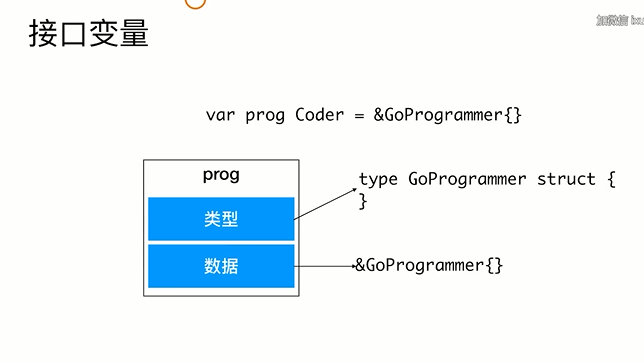 接口变量
加微信 ixu
var prog Coder = &GoProgrammer{}
prog
类型
数据
type GoProgrammer struct {
}
&GoProgrammer{}